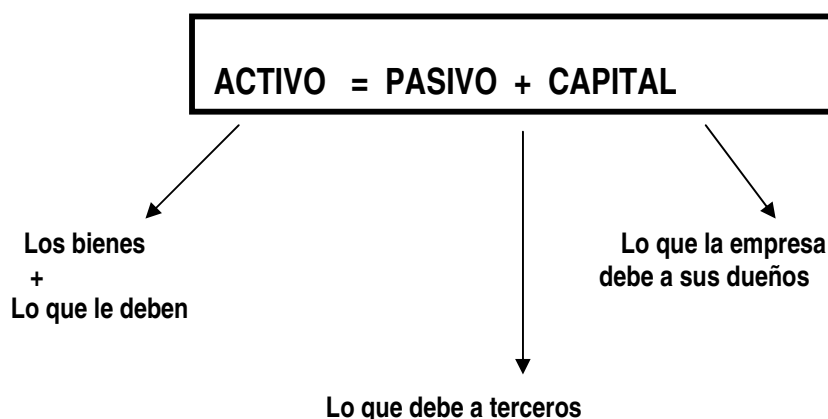 ACTIVO = PASIVO + CAPITAL
Los bienes
+
Lo que le deben
Lo que la empresa
debe a sus dueños
Lo que debe a terceros